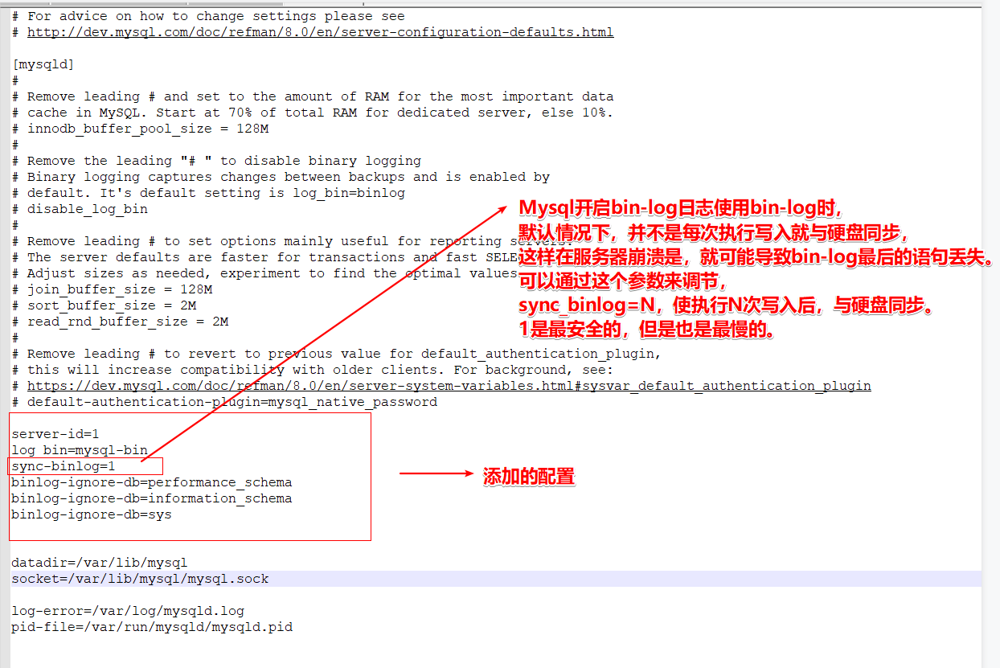 # For advice on how to change settings please see
# http://dev.mysql.com/doc/refman/8.0/en/server-configuration-defaults.html
[mysqld]
#
# Remove leading # and set to the amount of RAM for the most important data
# cache in MySQL. Start at 70% of total RAM for dedicated server, else 10%.
# innodb_buffer_pool_size = 128M
#
# Remove the leading "# " to disable binary logging
# Binary logging captures changes between backups and is enabled by
# default. It's default setting is log_bin=binlog
# disable_log_bin
#
# Remove leading # to set options mainly useful for reporting servers.
# The server defaults are faster for transactions and fast SELE
# Adjust sizes as needed, experiment to find the optimal values
# join_buffer_size = 128M
# sort_buffer_size = 2M
# read_rnd_buffer_size = 2M
#
# Remove leading # to revert to previous value for default_authentication_plugin,
# this will increase compatibility with older clients. For background, see:
# https://dev.mysql.com/doc/refman/8.0/en/server-system-variables.html#sysvar_default_authentication_plugin
# default-authentication-plugin=mysql_native_password
Mysql开启bin-log日志使用bin-log时,
默认情况下，并不是每次执行写入就与硬盘同步，
这样在服务器崩溃是，就可能导致bin-log最后的语句丢失。
可以通过这个参数来调节，
sync_binlog=N，使执行N次写入后，与硬盘同步。
1是最安全的，但是也是最慢的。
server-id=1
log_bin=mysql-bin
sync-binlog=1
binlog-ignore-db=performance_schema
binlog-ignore-db=information_schema
binlog-ignore-db=sys
添加的配置
datadir=/var/lib/mysql
socket=/var/lib/mysql/mysql.sock
log-error=/var/log/mysqld.log
pid-file=/var/run/mysqld/mysqld.pid